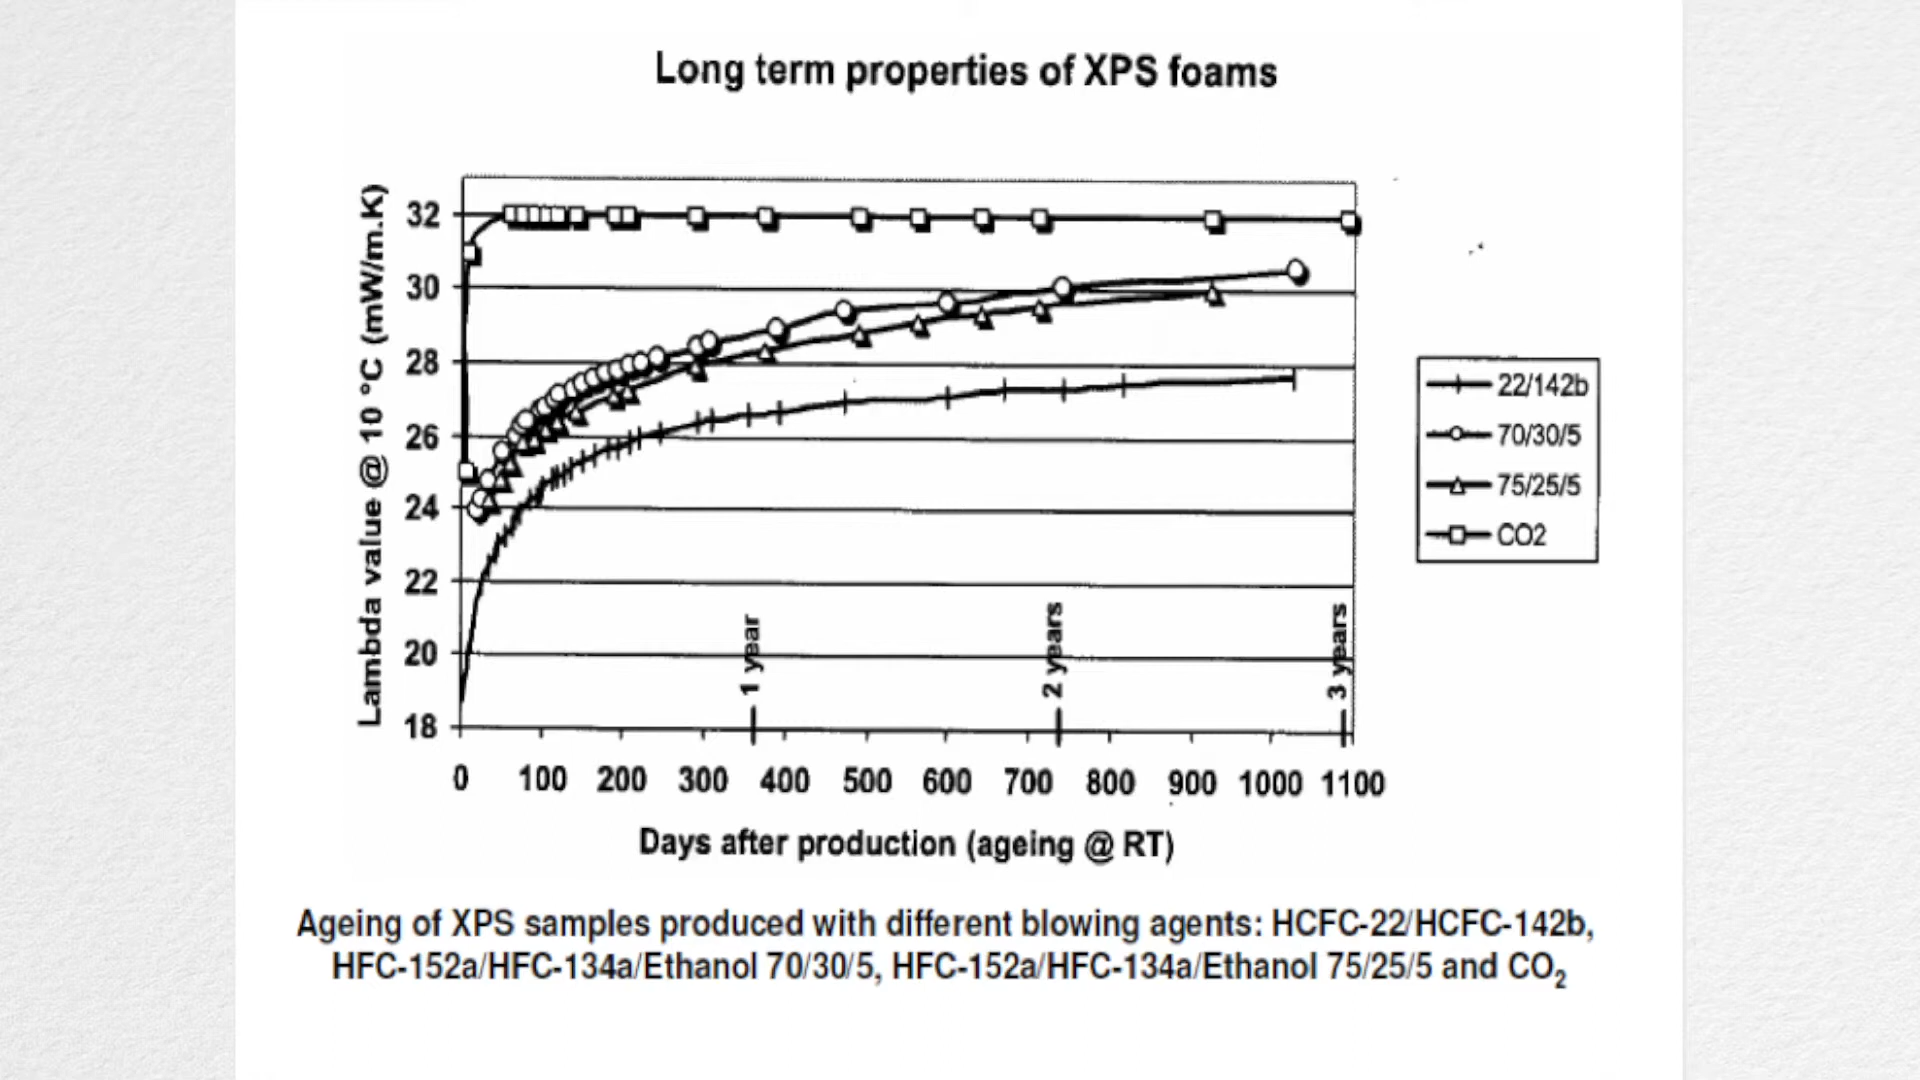 Long term properties of XPS foams
Lambda value @ 10 °C (mW/m.K)
32
30
28
26
24
22
20
18
1 year
2 years
3 years
0 100 200 300 400 500 600 700 800 900 1000 1100
Days after production (ageing @ RT)
22/142b
70/30/5
75/25/5
CO2
Ageing of XPS samples produced with different blowing agents: HCFC-22/HCFC-142b,
HFC-152a/HFC-134a/Ethanol 70/30/5, HFC-152a/HFC-134a/Ethanol 75/25/5 and CO₂